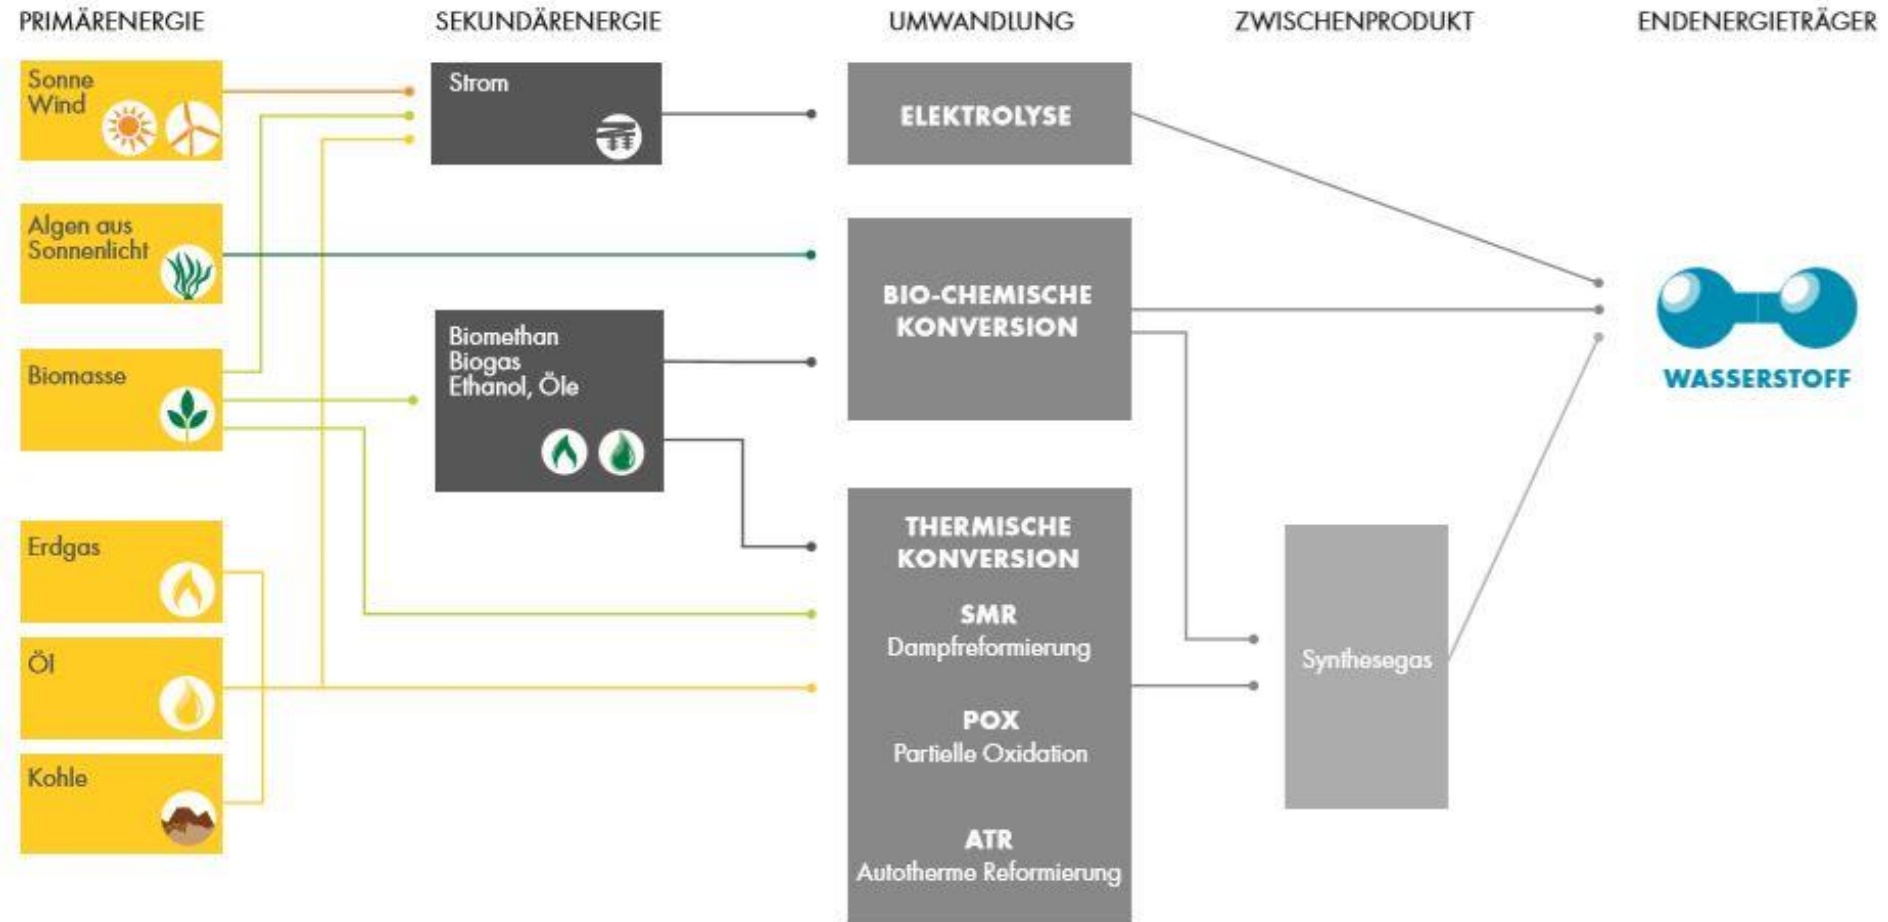 PRIMÄRENERGIE
SEKUNDÄRENERGIE
UMWANDLUNG
ZWISCHENPRODUKT
ENDENERGIETRÄGER
Sonne
Wind
Algen aus
Sonnenlicht
Biomasse
Erdgas
Öl
Kohle
Strom
Biomethan
Biogas
Ethanol, Öle
ELEKTROLYSE
BIO-CHEMISCHE
KONVERSION
THERMISCHE
KONVERSION
SMR
Dampfreformierung
POX
Partielle Oxidation
ATR
Autotherme Reformierung
Synthesegas
WASSERSTOFF